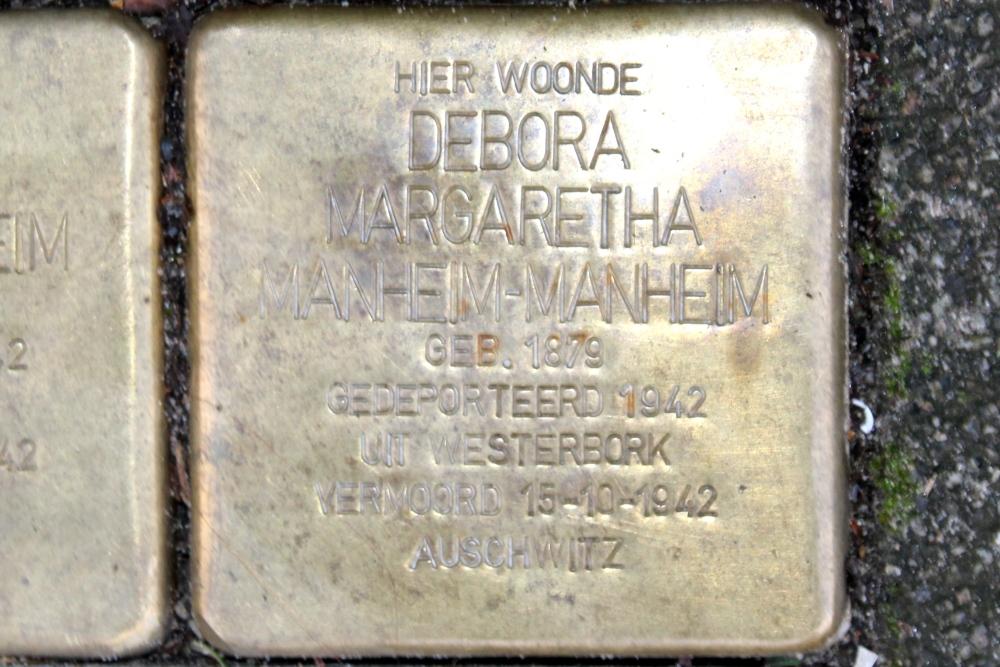 HIER WOONDE
DEBORA
MARGARETHA
MANHEIM-MANHEIM
GEB. 1879
GEDEPORTEERD 1942
UIT WESTERBORK
VERMOORD 15-10-1942
AUSCHWITZ